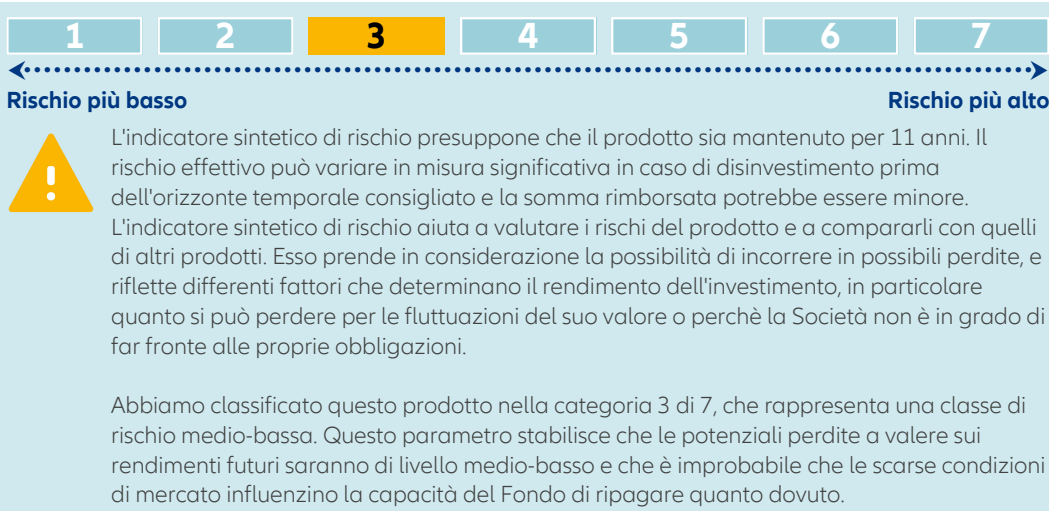 1 2 3 4 5 6 7
Rischio più basso Rischio più alto
L'indicatore sintetico di rischio presuppone che il prodotto sia mantenuto per 11 anni. Il
rischio effettivo può variare in misura significativa in caso di disinvestimento prima
dell'orizzonte temporale consigliato e la somma rimborsata potrebbe essere minore.
L'indicatore sintetico di rischio aiuta a valutare i rischi del prodotto e a compararli con quelli
di altri prodotti. Esso prende in considerazione la possibilità di incorrere in possibili perdite, e
riflette differenti fattori che determinano il rendimento dell'investimento, in particolare
quanto si può perdere per le fluttuazioni del suo valore o perchè la Società non è in grado di
far fronte alle proprie obbligazioni.
Abbiamo classificato questo prodotto nella categoria 3 di 7, che rappresenta una classe di
rischio medio-bassa. Questo parametro stabilisce che le potenziali perdite a valere sui
rendimenti futuri saranno di livello medio-basso e che è improbabile che le scarse condizioni
di mercato influenzino la capacità del Fondo di ripagare quanto dovuto.